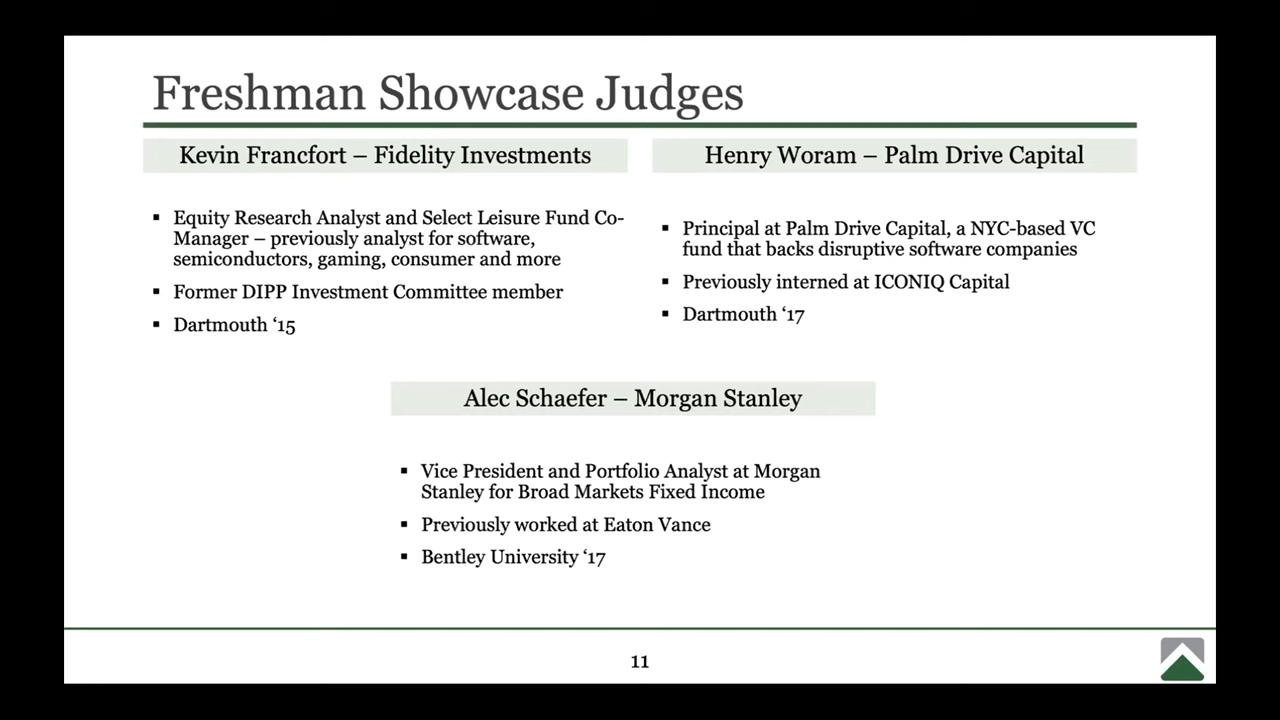 Freshman Showcase Judges
Kevin Francfort – Fidelity Investments
▪ Equity Research Analyst and Select Leisure Fund Co-
Manager – previously analyst for software,
semiconductors, gaming, consumer and more
▪ Former DIPP Investment Committee member
▪ Dartmouth ‘15
Henry Woram – Palm Drive Capital
▪ Principal at Palm Drive Capital, a NYC-based VC
fund that backs disruptive software companies
▪ Previously interned at ICONIQ Capital
▪ Dartmouth ‘17
Alec Schaefer – Morgan Stanley
▪ Vice President and Portfolio Analyst at Morgan
Stanley for Broad Markets Fixed Income
▪ Previously worked at Eaton Vance
▪ Bentley University ‘17
11